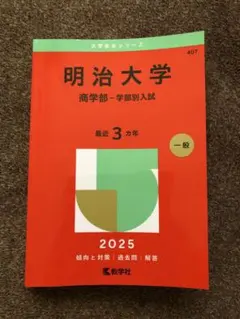 大学赤本シリーズ
407
明治大学
商学部－学部別入試
最近 3 カ年
一般
2025
傾向と対策｜過去問｜解答
教学社